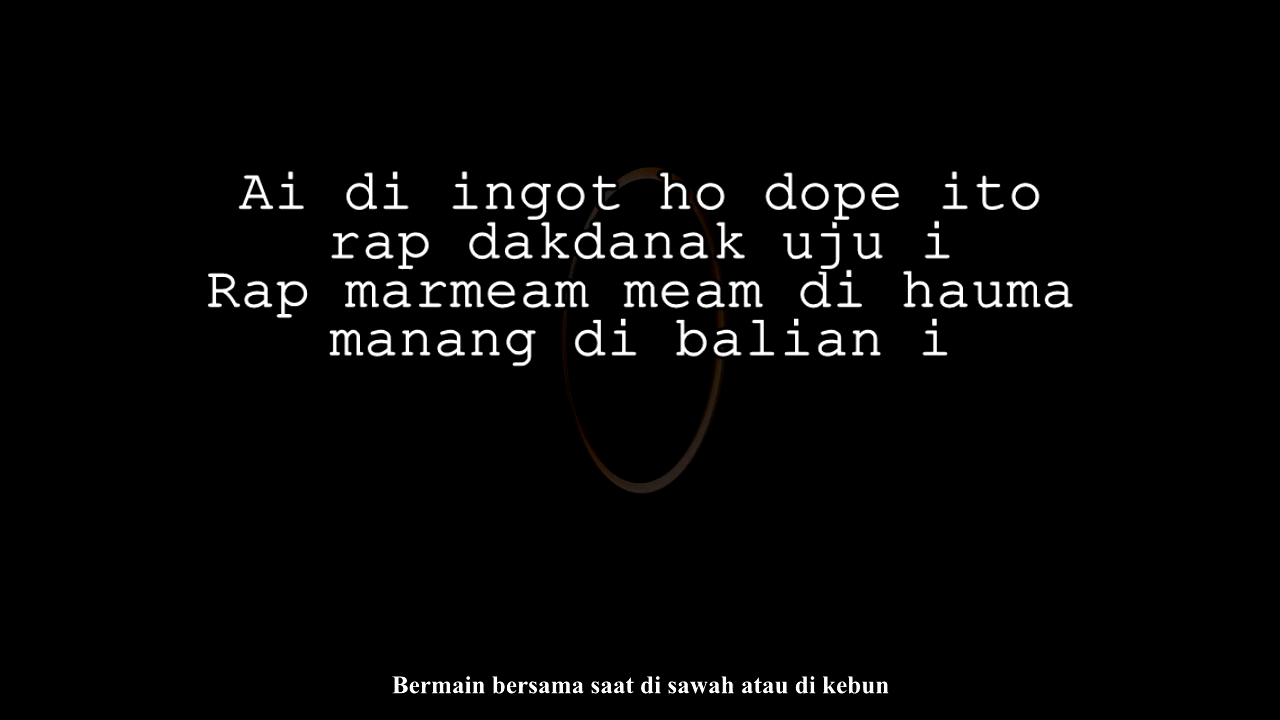 Ai di ingot ho dope ito
rap dakdanak uju i
Rap marmeam meam di hauma
manang di balian i
Bermain bersama saat di sawah atau di kebun